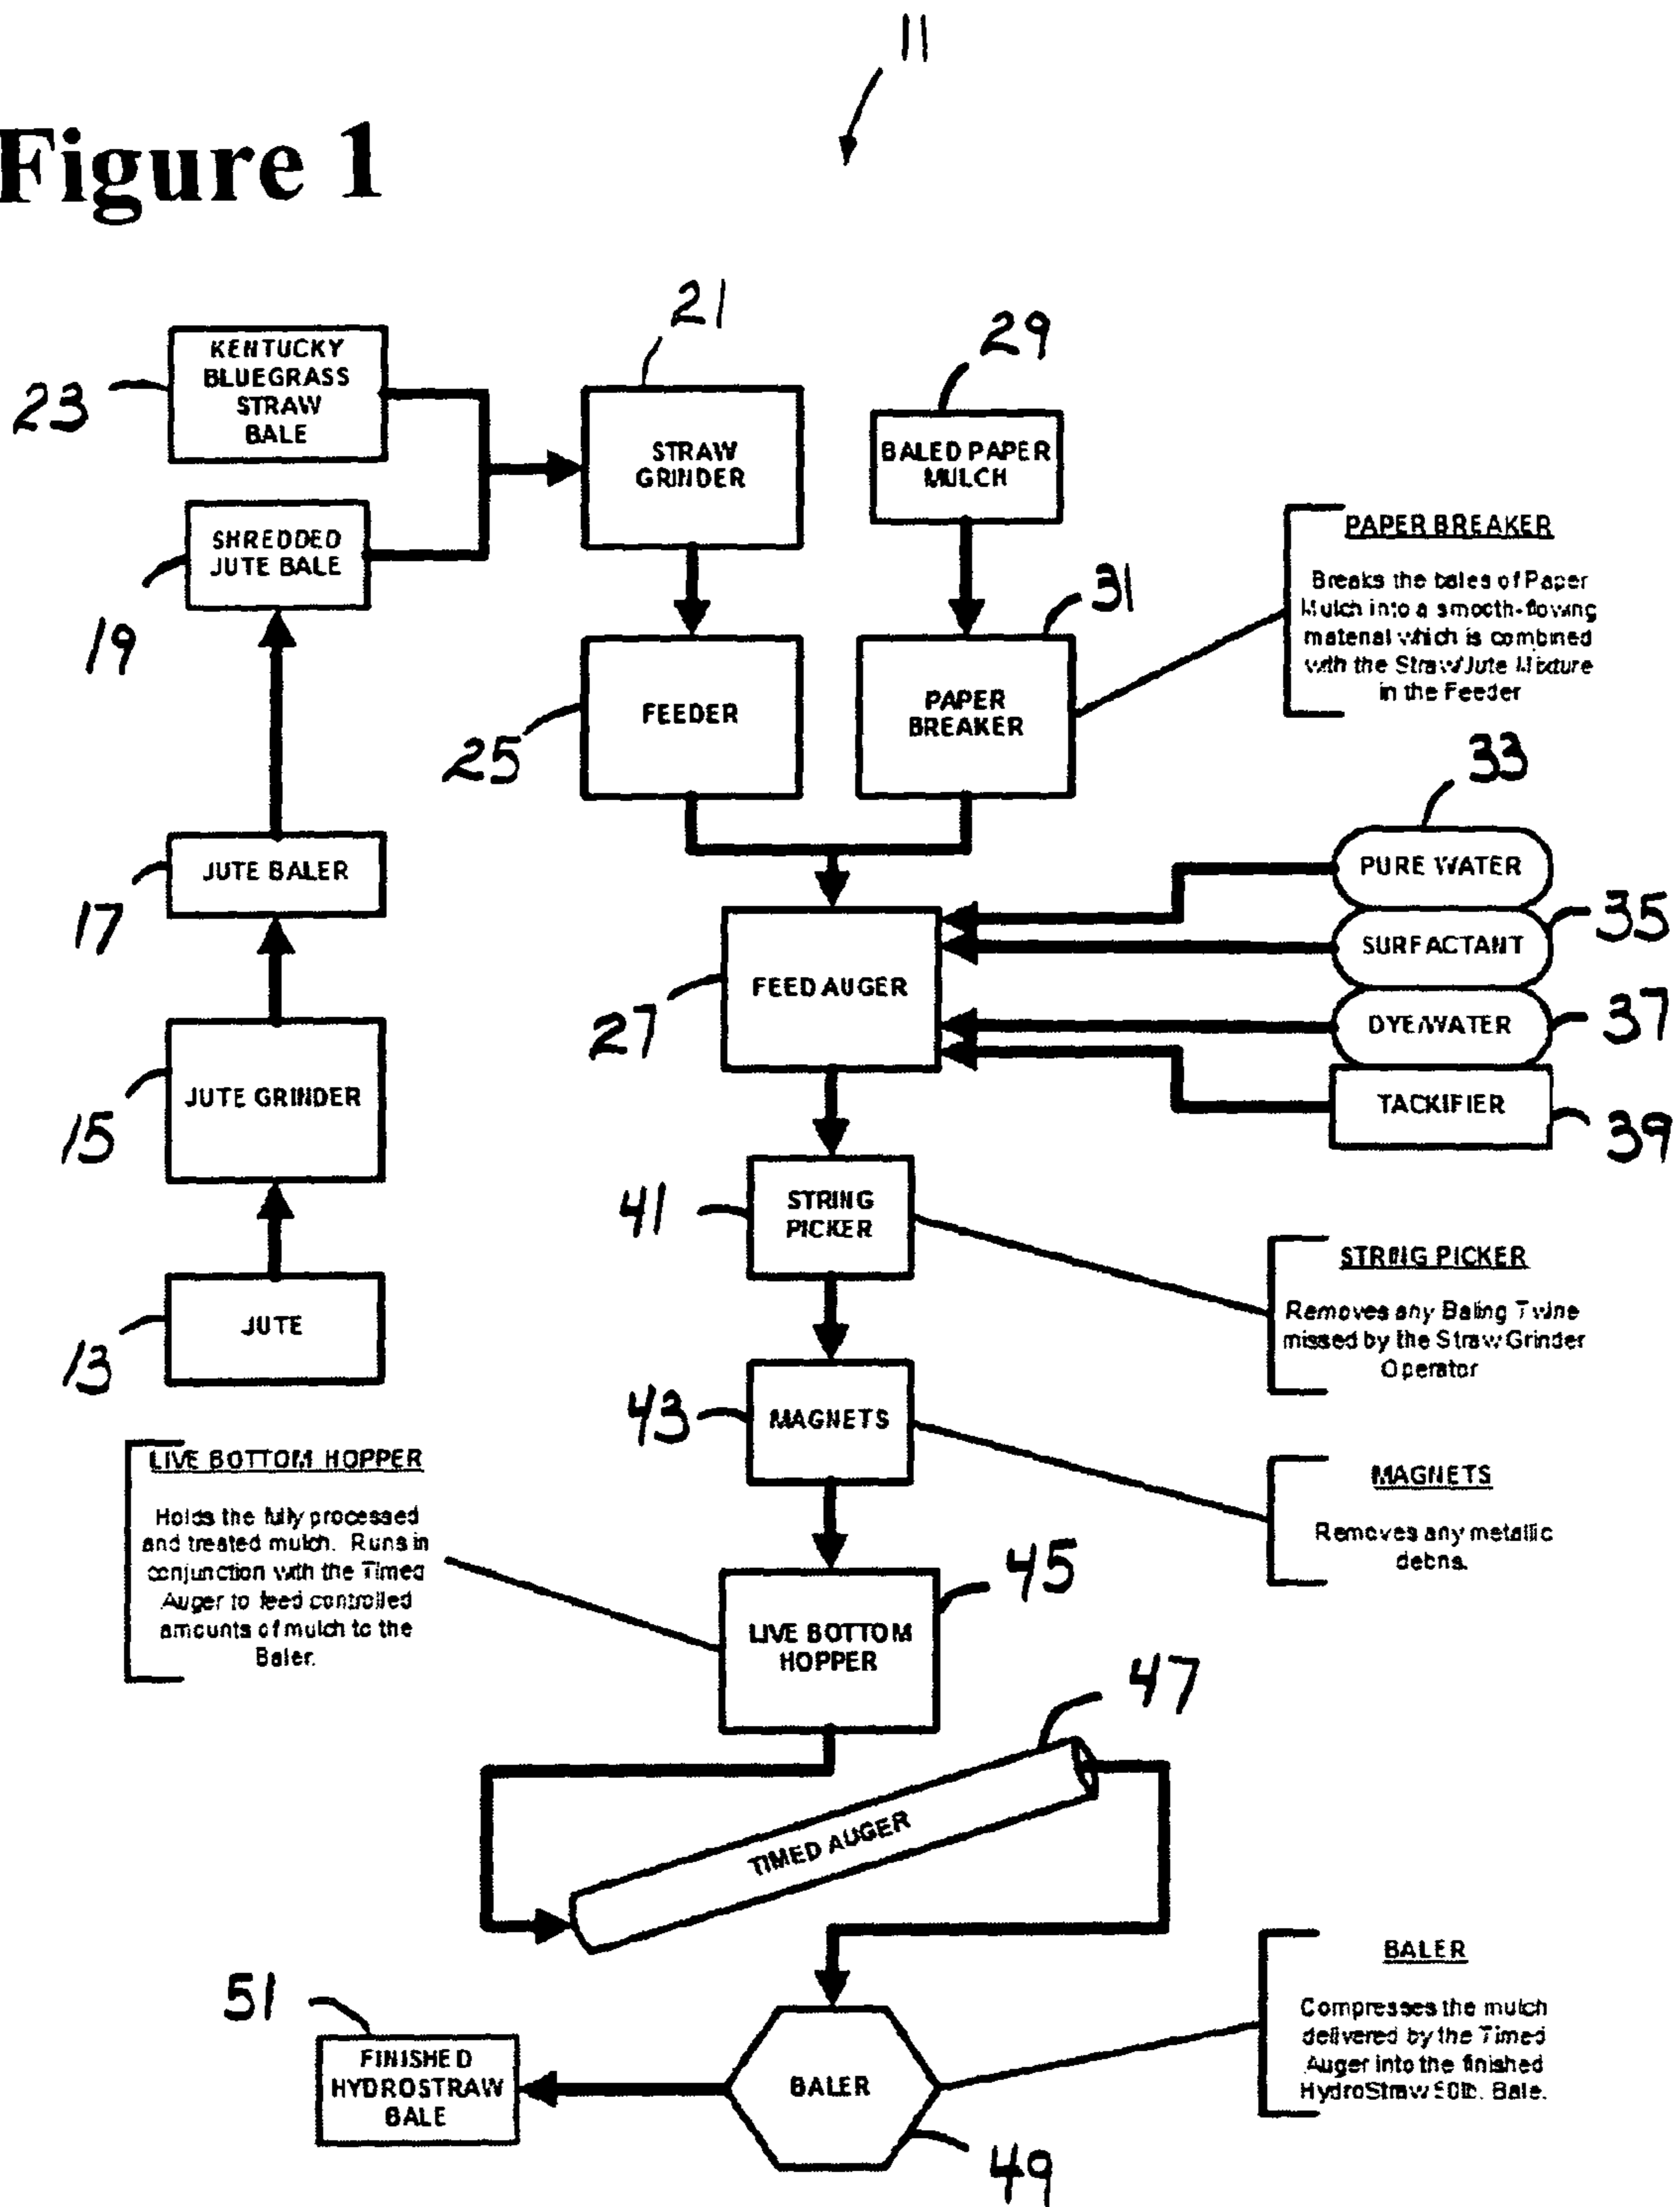 11
Figure 1
21
29
KENTUCKY
BLUEGRASS
STRAW
BALE
23
STRAW
GRINDER
BALED PAPER
MULCH
SHREDDED
JUTE BALE
19
31
PAPER BREAKER
Breaks the bales of Paper
Mulch into a smooth-flowing
material which is combined
with the Straw/Jute Mixture
in the Feeder
FEEDER
25
PAPER
BREAKER
33
JUTE BALER
17
PURE WATER
SURFACTANT
35
FEED AUGER
27
DYE/WATER
37
TACKIFIER
39
JUTE GRINDER
15
41
STRING
PICKER
STRING PICKER
Removes any Baling Twine
missed by the Straw Grinder
Operator
JUTE
13
43
MAGNETS
MAGNETS
Removes any metallic
debris.
LIVE BOTTOM HOPPER
Holds the fully processed
and treated mulch. Runs in
conjunction with the Timed
Auger to feed controlled
amounts of mulch to the
Baler.
45
LIVE BOTTOM
HOPPER
47
TIMED AUGER
51
FINISHED
HYDROSTRAW
BALE
BALER
49
BALER
Compresses the mulch
delivered by the Timed
Auger into the finished
HydroStraw 50lb. Bale.